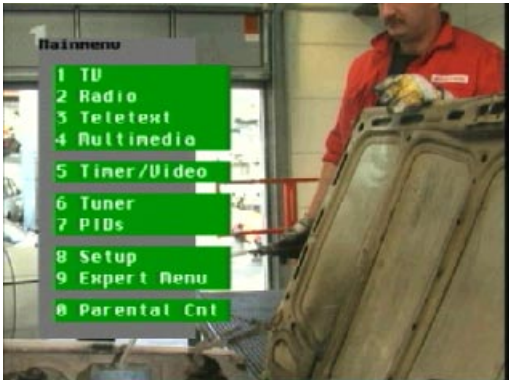 Mainmenu
1 TV
2 Radio
3 Teletext
4 Multimedia
5 Timer/Video
6 Tuner
7 PIDs
8 Setup
9 Expert Menu
0 Parental Cnt